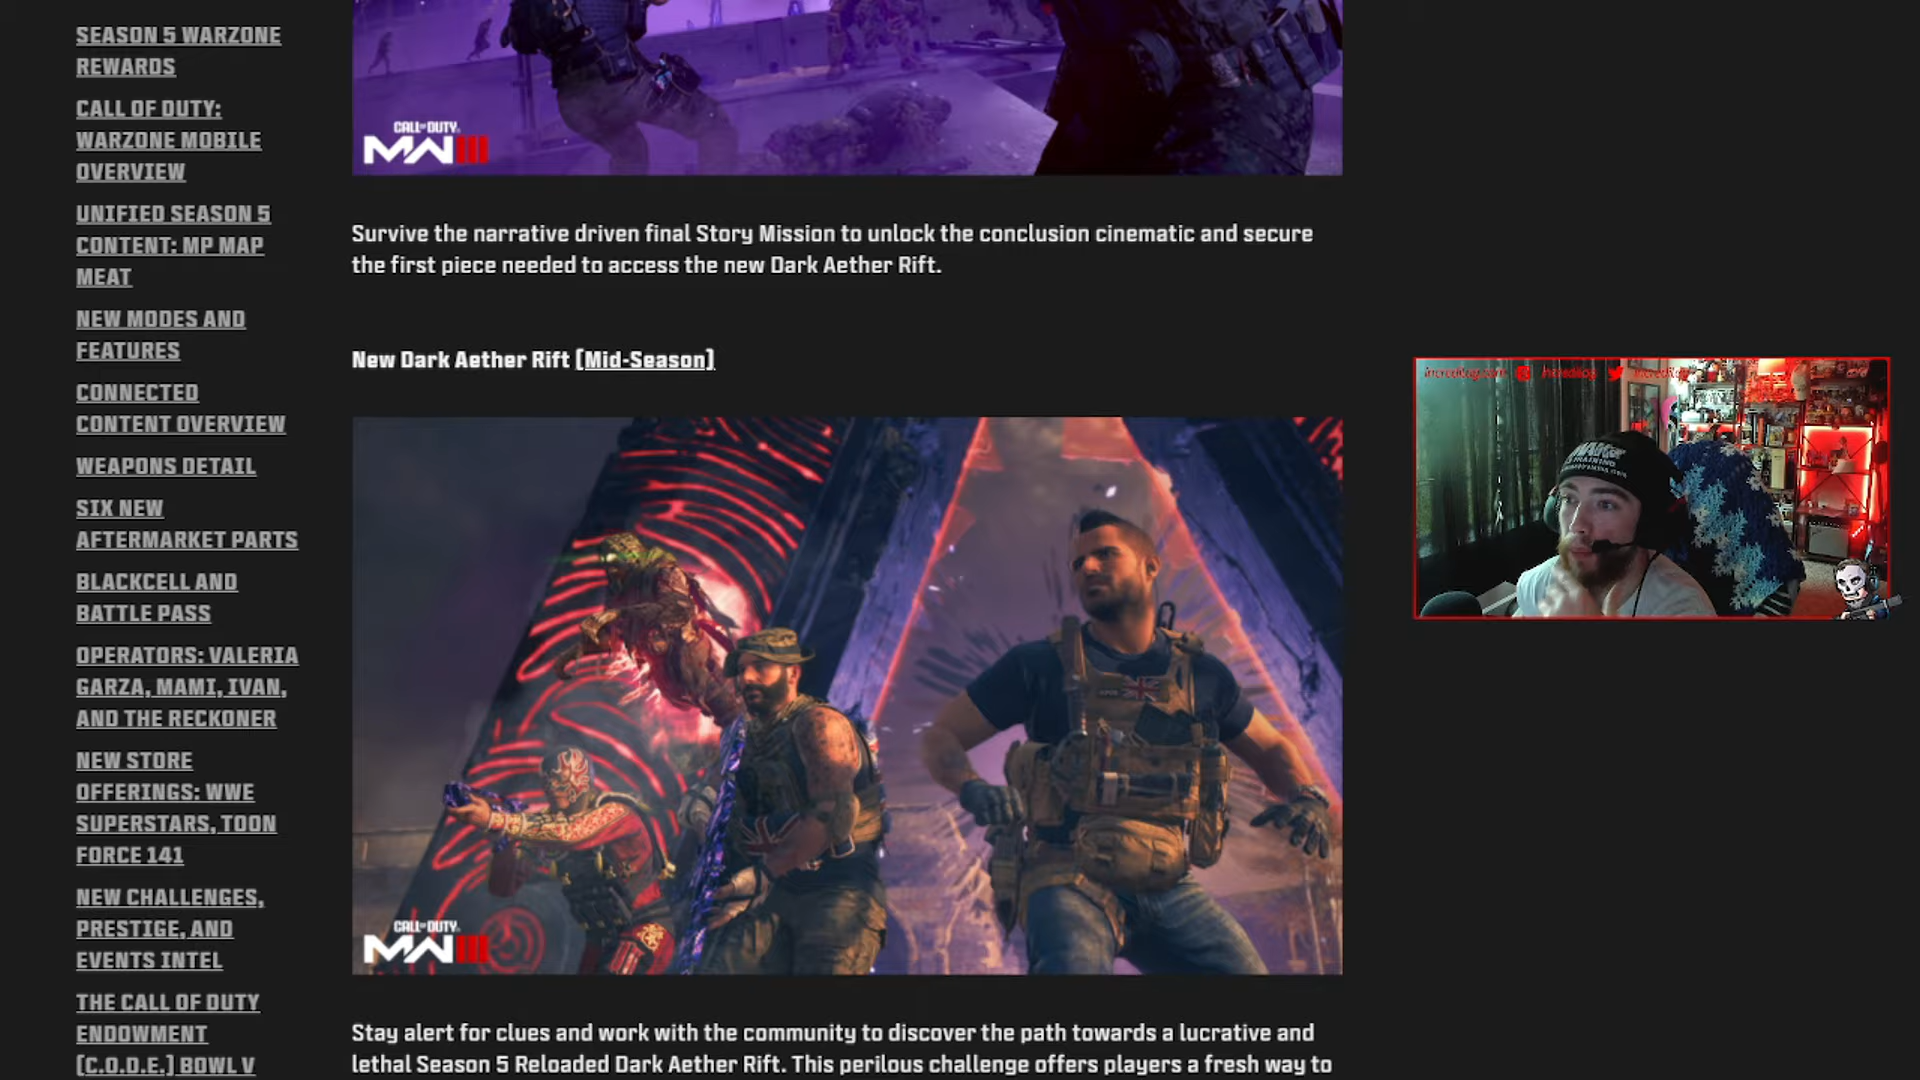 SEASON 5 WARZONE
REWARDS
CALL OF DUTY:
WARZONE MOBILE
OVERVIEW
UNIFIED SEASON 5
CONTENT: MP MAP
MEAT
NEW MODES AND
FEATURES
CONNECTED
CONTENT OVERVIEW
WEAPONS DETAIL
SIX NEW
AFTERMARKET PARTS
BLACKCELL AND
BATTLE PASS
OPERATORS: VALERIA
GARZA, MAMI, IVAN,
AND THE RECKONER
NEW STORE
OFFERINGS: WWE
SUPERSTARS, TOON
FORCE 141
NEW CHALLENGES,
PRESTIGE, AND
EVENTS INTEL
THE CALL OF DUTY
ENDOWMENT
(C.O.D.E.) BOWL V
CALL OF DUTY
MWIII
Survive the narrative driven final Story Mission to unlock the conclusion cinematic and secure
the first piece needed to access the new Dark Aether Rift.
New Dark Aether Rift (Mid-Season)
CALL OF DUTY
MWIII
Stay alert for clues and work with the community to discover the path towards a lucrative and
lethal Season 5 Reloaded Dark Aether Rift. This perilous challenge offers players a fresh way to